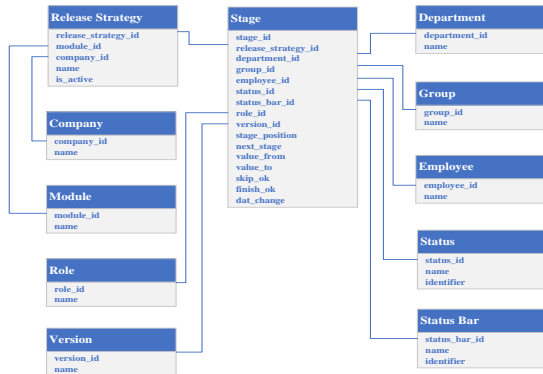 Release Strategy
release_strategy_id
module_id
company_id
name
is_active
Company
company_id
name
Module
module_id
name
Role
role_id
name
Version
version_id
name
Stage
stage_id
release_strategy_id
department_id
group_id
employee_id
status_id
status_bar_id
role_id
version_id
stage_position
next_stage
value_from
value_to
skip_ok
finish_ok
dat_change
Department
department_id
name
Group
group_id
name
Employee
employee_id
name
Status
status_id
name
identifier
Status Bar
status_bar_id
name
identifier